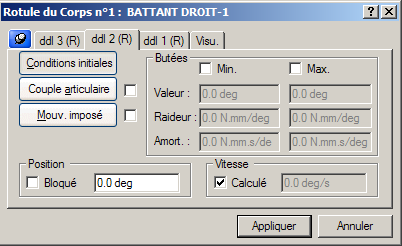 Rotule du Corps n°1 : BATTANT DROIT-1
ddl 3 (R) ddl 2 (R) ddl 1 (R) Visu.
Conditions initiales
Couple articulaire
Mouv. imposé
Butées
Min. Max.
Valeur : 0.0 deg 0.0 deg
Raideur : 0.0 N.mm/deg 0.0 N.mm/deg
Amort. : 0.0 N.mm.s/de 0.0 N.mm.s/deg
Position
Bloqué 0.0 deg
Vitesse
Calculé 0.0 deg/s
Appliquer Annuler